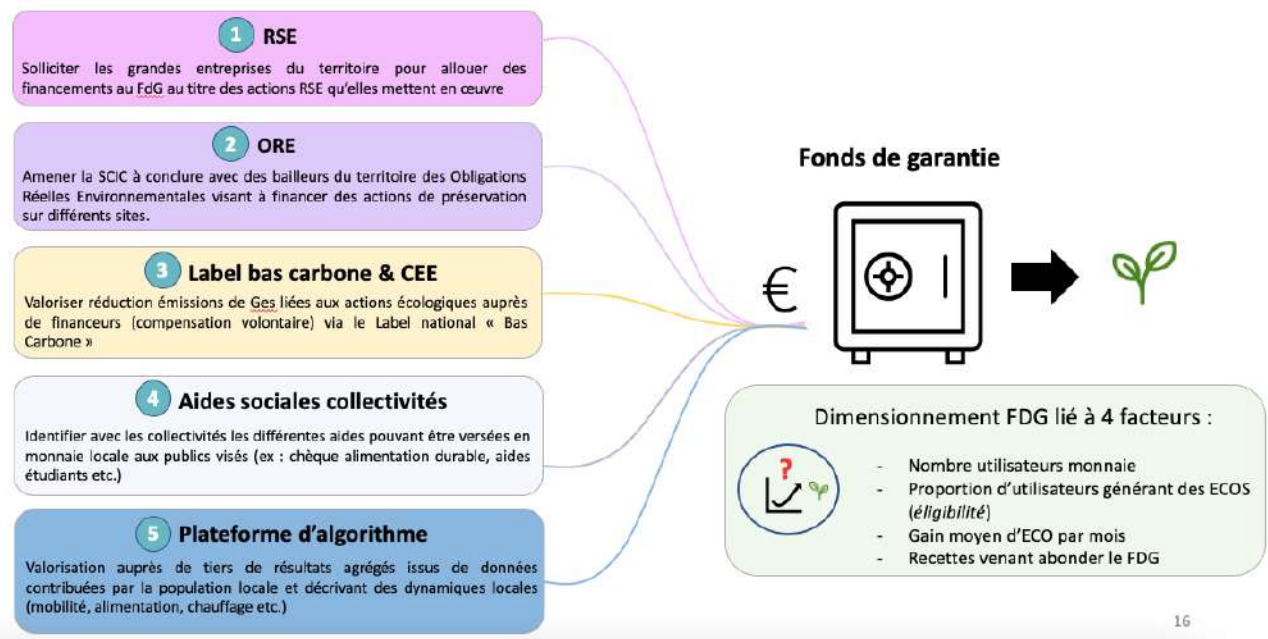 1 RSE
Solliciter les grandes entreprises du territoire pour allouer des
financements au FdG au titre des actions RSE qu'elles mettent en œuvre
2 ORE
Amener la SCIC à conclure avec des bailleurs du territoire des Obligations
Réelles Environnementales visant à financer des actions de préservation
sur différents sites.
3 Label bas carbone & CEE
Valoriser réduction émissions de Ges liées aux actions écologiques auprès
de financeurs (compensation volontaire) via le Label national « Bas
Carbone »
4 Aides sociales collectivités
Identifier avec les collectivités les différentes aides pouvant être versées en
monnaie locale aux publics visés (ex : chèque alimentation durable, aides
étudiants etc.)
5 Plateforme d'algorithme
Valorisation auprès de tiers de résultats agrégés issus de données
contribuées par la population locale et décrivant des dynamiques locales
(mobilité, alimentation, chauffage etc.)
Fonds de garantie
€
Dimensionnement FDG lié à 4 facteurs :
?
- Nombre utilisateurs monnaie
- Proportion d'utilisateurs générant des ECOS
(éligibilité)
- Gain moyen d'ECO par mois
- Recettes venant abonder le FDG
16